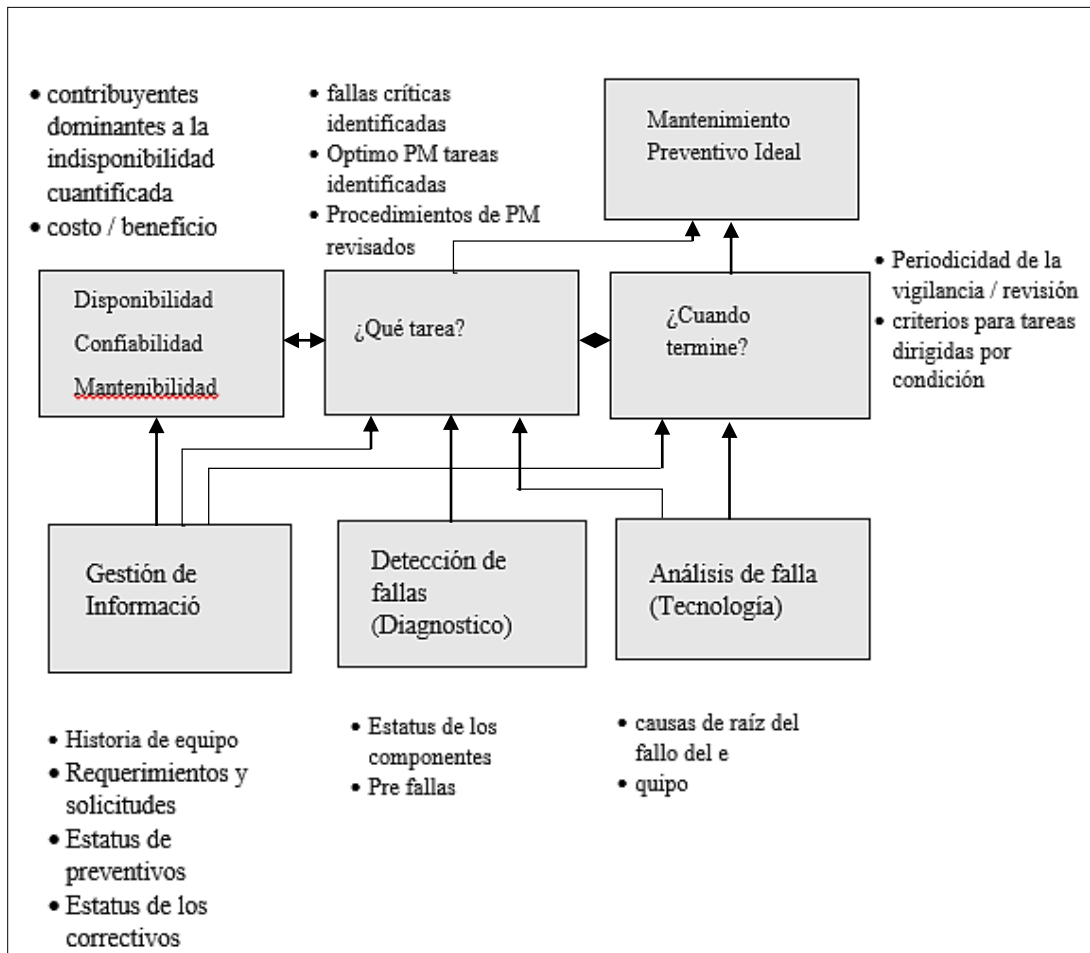 • contribuyentes
dominantes a la
indisponibilidad
cuantificada
• costo / beneficio
• fallas críticas
identificadas
• Optimo PM tareas
identificadas
• Procedimientos de PM
revisados
Mantenimiento
Preventivo Ideal
Disponibilidad
Confiabilidad
Mantenibilidad
¿Qué tarea?
¿Cuando
termine?
• Periodicidad de la
vigilancia / revisión
• criterios para tareas
dirigidas por
condición
Gestión de
Informació
Detección de
fallas
(Diagnostico)
Análisis de falla
(Tecnología)
• Historia de equipo
• Requerimientos y
solicitudes
• Estatus de
preventivos
• Estatus de los
correctivos
• Estatus de los
componentes
• Pre fallas
• causas de raíz del
fallo del e
• quipo